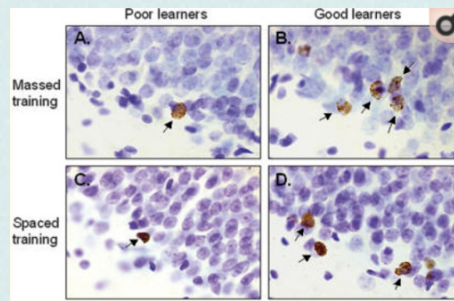 Poor learners
Good learners
Massed
training
A.
B.
Spaced
training
C.
D.